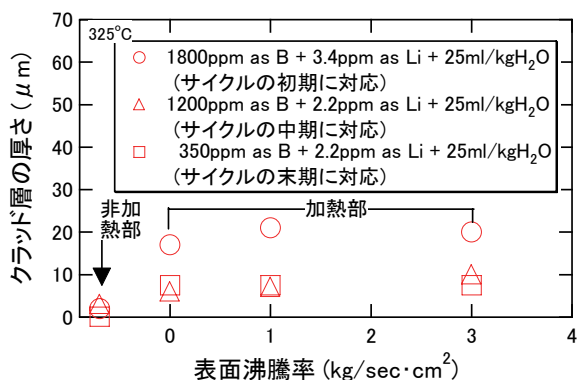 クラッド層の厚さ(μm)
70
60
50
40
30
20
10
0
325°C
1800ppm as B + 3.4ppm as Li + 25ml/kgH₂O
(サイクルの初期に対応)
1200ppm as B + 2.2ppm as Li + 25ml/kgH₂O
(サイクルの中期に対応)
350ppm as B + 2.2ppm as Li + 25ml/kgH₂O
(サイクルの末期に対応)
非加
熱部
加熱部
0 1 2 3 4
表面沸騰率 (kg/sec·cm²)